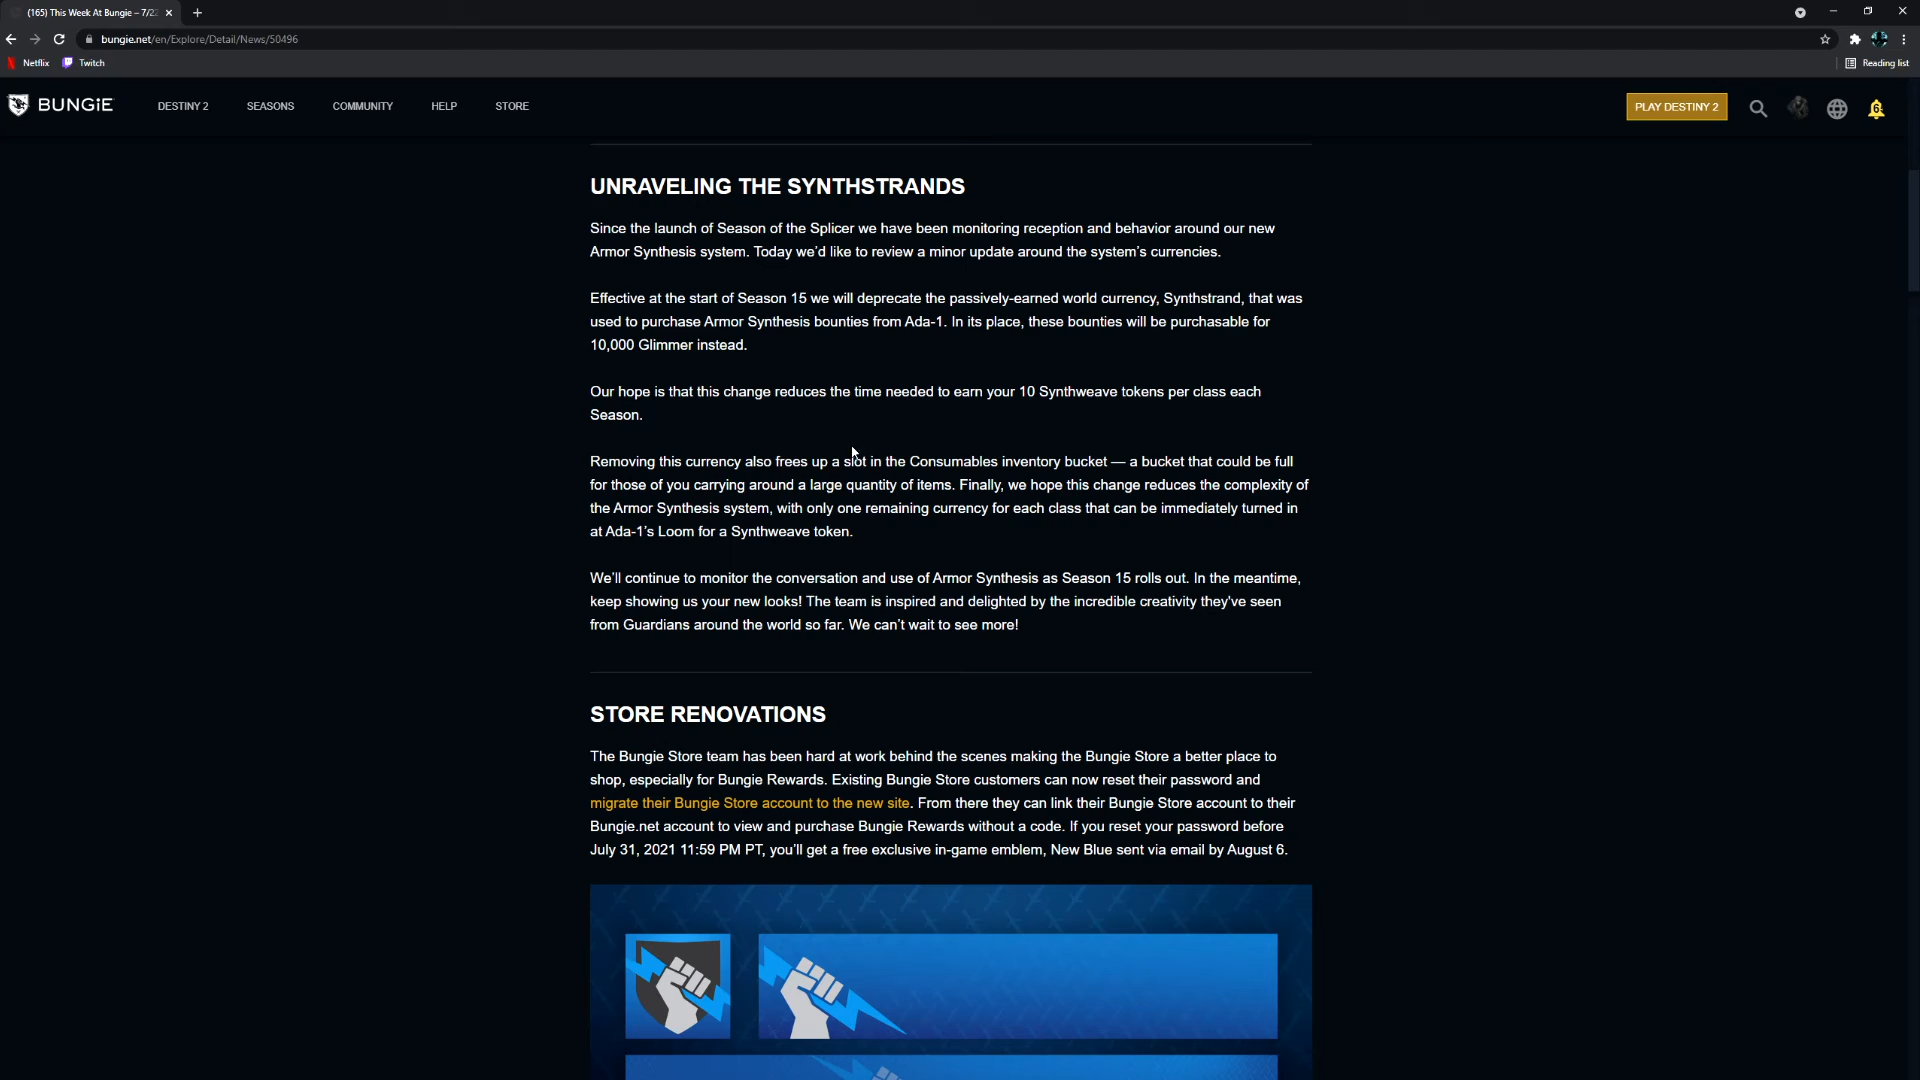 (165) This Week At Bungie – 7/22
bungie.net/en/Explore/Detail/News/50496
Netflix
Twitch
Reading list
BUNGiE
DESTINY 2
SEASONS
COMMUNITY
HELP
STORE
PLAY DESTINY 2
6
UNRAVELING THE SYNTHSTRANDS
Since the launch of Season of the Splicer we have been monitoring reception and behavior around our new
Armor Synthesis system. Today we'd like to review a minor update around the system's currencies.
Effective at the start of Season 15 we will deprecate the passively-earned world currency, Synthstrand, that was
used to purchase Armor Synthesis bounties from Ada-1. In its place, these bounties will be purchasable for
10,000 Glimmer instead.
Our hope is that this change reduces the time needed to earn your 10 Synthweave tokens per class each
Season.
Removing this currency also frees up a slot in the Consumables inventory bucket — a bucket that could be full
for those of you carrying around a large quantity of items. Finally, we hope this change reduces the complexity of
the Armor Synthesis system, with only one remaining currency for each class that can be immediately turned in
at Ada-1's Loom for a Synthweave token.
We'll continue to monitor the conversation and use of Armor Synthesis as Season 15 rolls out. In the meantime,
keep showing us your new looks! The team is inspired and delighted by the incredible creativity they've seen
from Guardians around the world so far. We can't wait to see more!
STORE RENOVATIONS
The Bungie Store team has been hard at work behind the scenes making the Bungie Store a better place to
shop, especially for Bungie Rewards. Existing Bungie Store customers can now reset their password and
migrate their Bungie Store account to the new site. From there they can link their Bungie Store account to their
Bungie.net account to view and purchase Bungie Rewards without a code. If you reset your password before
July 31, 2021 11:59 PM PT, you'll get a free exclusive in-game emblem, New Blue sent via email by August 6.